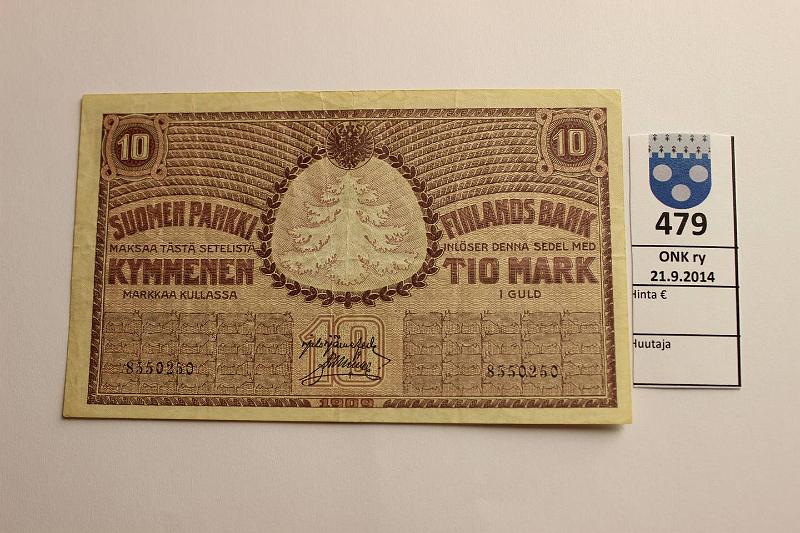 10
10
SUOMEN PANKKI
FINLANDS BANK
MAKSAA TÄSTÄ SETELISTÄ
INLÖSER DENNA SEDEL MED
KYMMENEN
TIO MARK
MARKKAA KULLASSA
I GULD
10
8550250
8550250
1909
479
ONK ry
21.9.2014
Hinta €
Huutaja